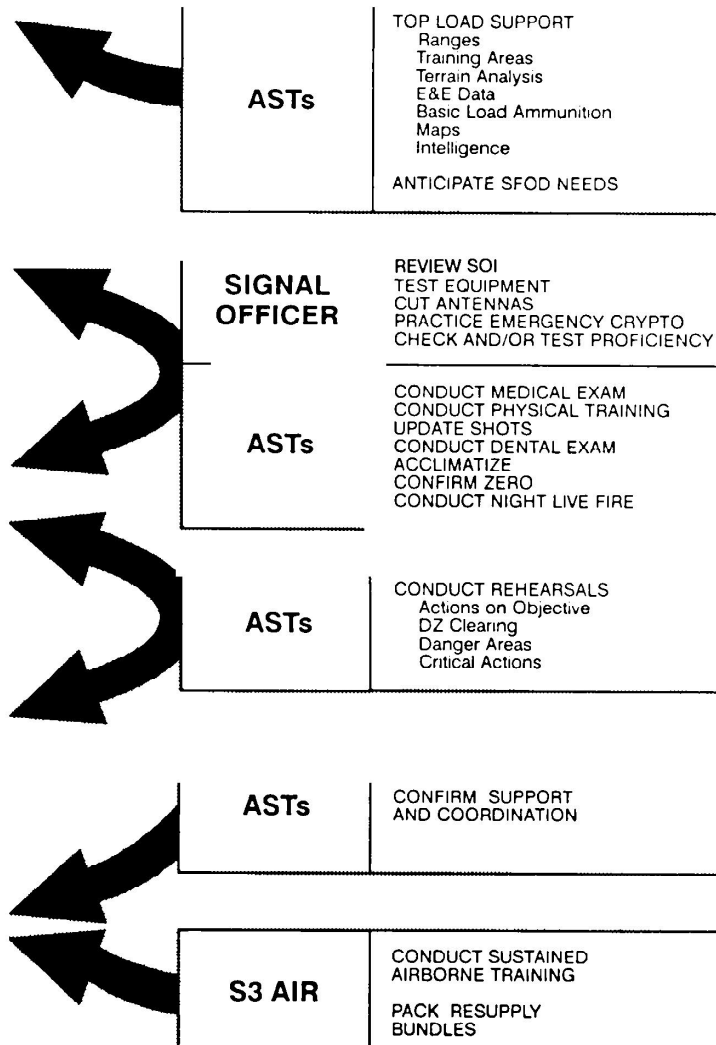 ASTs
TOP LOAD SUPPORT
Ranges
Training Areas
Terrain Analysis
E&E Data
Basic Load Ammunition
Maps
Intelligence
ANTICIPATE SFOD NEEDS
SIGNAL
OFFICER
REVIEW SOI
TEST EQUIPMENT
CUT ANTENNAS
PRACTICE EMERGENCY CRYPTO
CHECK AND/OR TEST PROFICIENCY
ASTs
CONDUCT MEDICAL EXAM
CONDUCT PHYSICAL TRAINING
UPDATE SHOTS
CONDUCT DENTAL EXAM
ACCLIMATIZE
CONFIRM ZERO
CONDUCT NIGHT LIVE FIRE
ASTs
CONDUCT REHEARSALS
Actions on Objective
DZ Clearing
Danger Areas
Critical Actions
ASTs
CONFIRM SUPPORT
AND COORDINATION
S3 AIR
CONDUCT SUSTAINED
AIRBORNE TRAINING
PACK RESUPPLY
BUNDLES